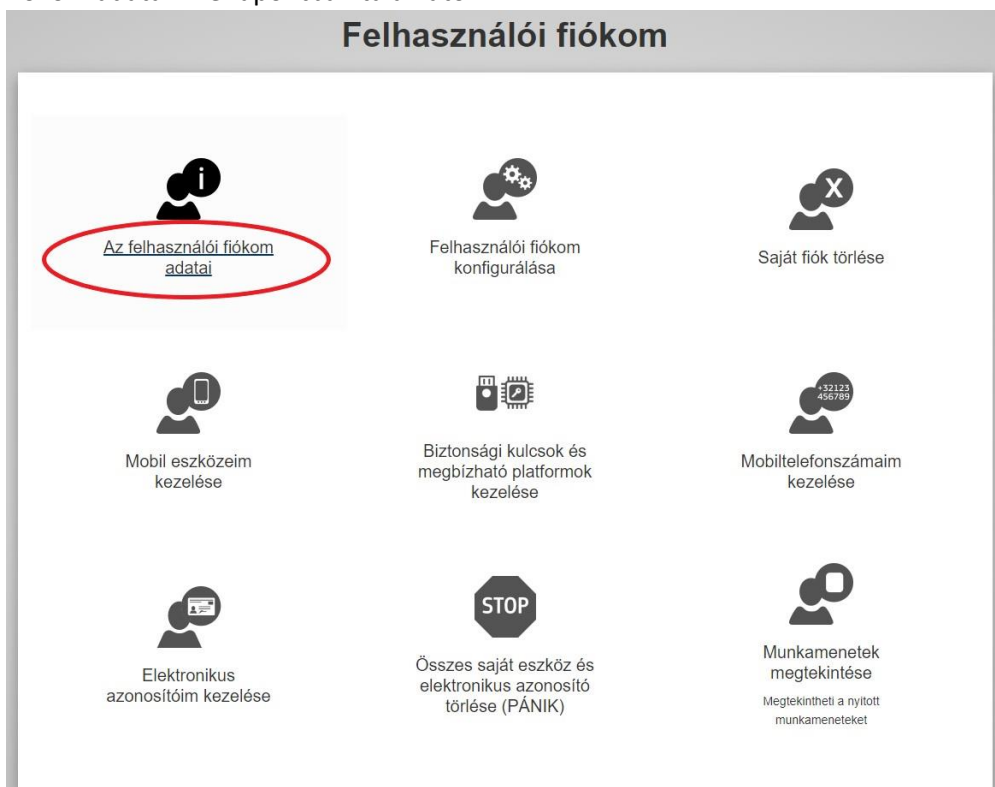 Felhasználói fiókom
i
Az felhasználói fiókom
adatai
Felhasználói fiókom
konfigurálása
X
Saját fiók törlése
Mobil eszközeim
kezelése
Biztonsági kulcsok és
megbízható platformok
kezelése
+32123
456789
Mobiltelefonszámaim
kezelése
Elektronikus
azonosítóim kezelése
STOP
Összes saját eszköz és
elektronikus azonosító
törlése (PÁNIK)
Munkamenetek
megtekintése
Megtekintheti a nyitott
munkameneteket